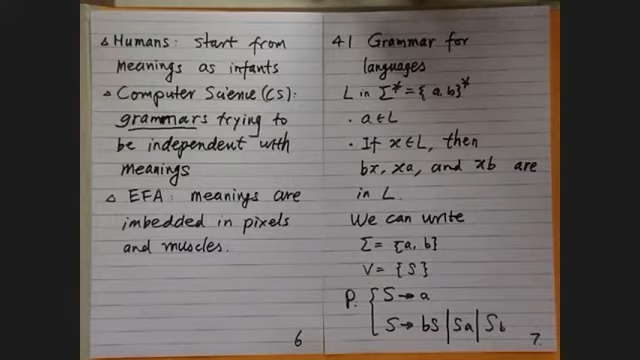 △ Humans: start from
meanings as infants
△ Computer Science (CS):
grammars trying to
be independent with
meanings
△ EFA: meanings are
imbedded in pixels
and muscles.
6
4.1 Grammar for
languages
L in Σ* = {a, b}*
· a ∈ L
· If x ∈ L, then
bx, xa, and xb are
in L.
We can write
Σ = {a, b}
V = {S}
P: { S → a
S → bS | Sa | Sb
7